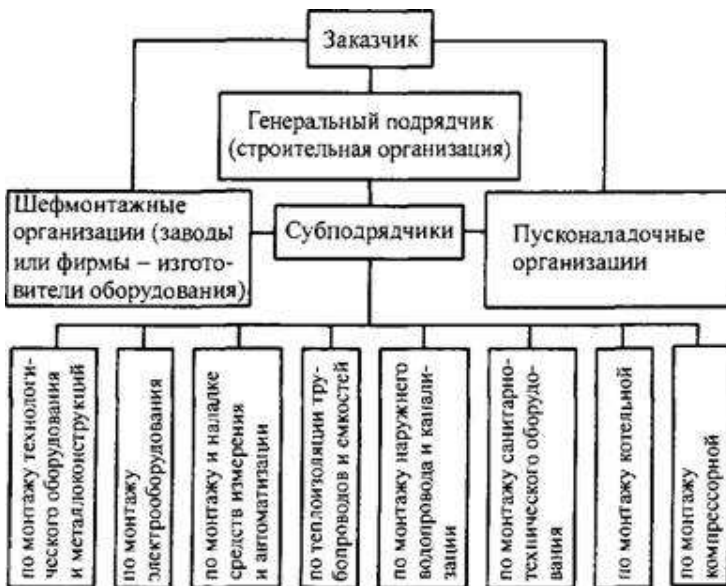 Заказчик
Генеральный подрядчик
(строительная организация)
Шефмонтажные
организации (заводы
или фирмы – изгото-
вители оборудования)
Субподрядчики
Пусконаладочные
организации
по монтажу технологи-
ческого оборудования
и металлоконструкций
по монтажу
электрооборудования
по монтажу и наладке
средств измерения
и автоматизации
по теплоизоляции тру-
бопроводов и емкостей
по монтажу наружнего
водопровода и канали-
зации
по монтажу санитарно-
технического оборудо-
вания
по монтажу котельной
по монтажу
компрессорной